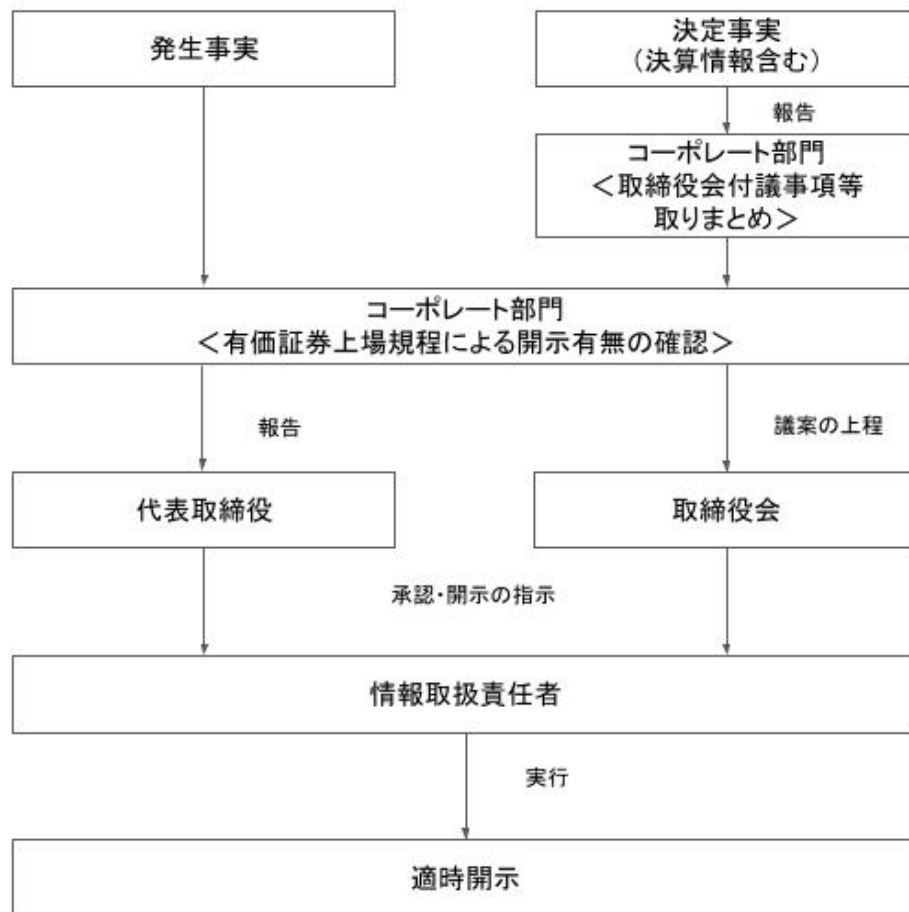 発生事実
決定事実
（決算情報含む）
報告
コーポレート部門
＜取締役会付議事項等
取りまとめ＞
コーポレート部門
＜有価証券上場規程による開示有無の確認＞
報告
議案の上程
代表取締役
取締役会
承認・開示の指示
情報取扱責任者
実行
適時開示